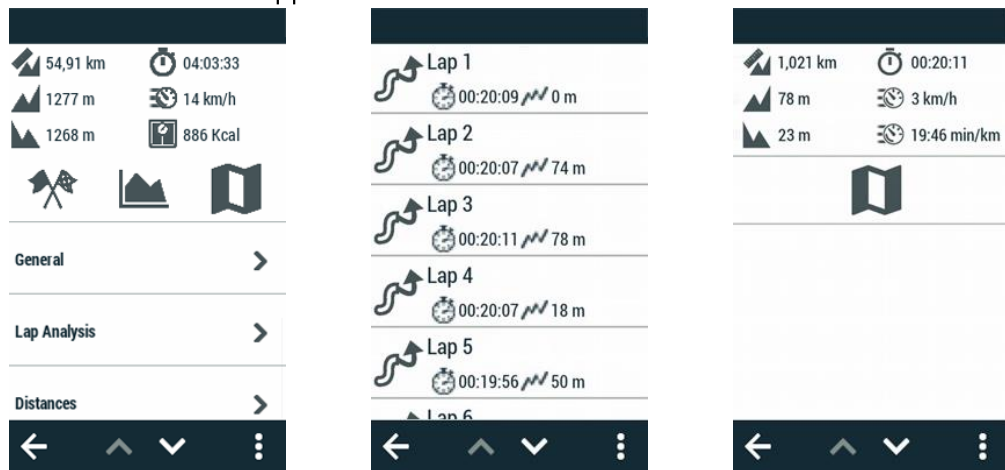 54,91 km 04:03:33
1277 m 14 km/h
1268 m 886 Kcal
General
Lap Analysis
Distances
Lap 1
00:20:09 0 m
Lap 2
00:20:07 74 m
Lap 3
00:20:11 78 m
Lap 4
00:20:07 18 m
Lap 5
00:19:56 50 m
Lap 6
1,021 km 00:20:11
78 m 3 km/h
23 m 19:46 min/km